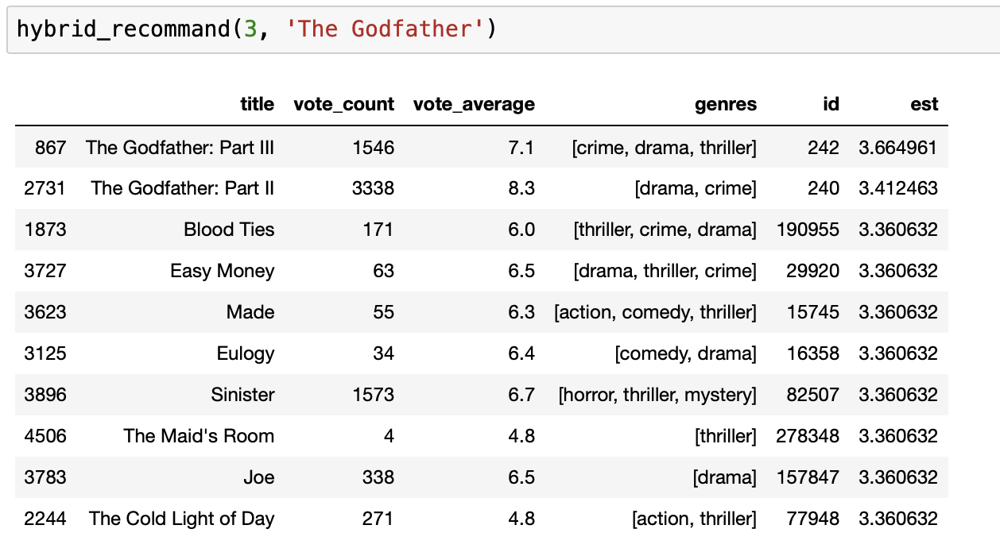 hybrid_recommand(3, 'The Godfather')
title vote_count vote_average genres id est
867 The Godfather: Part III 1546 7.1 [crime, drama, thriller] 242 3.664961
2731 The Godfather: Part II 3338 8.3 [drama, crime] 240 3.412463
1873 Blood Ties 171 6.0 [thriller, crime, drama] 190955 3.360632
3727 Easy Money 63 6.5 [drama, thriller, crime] 29920 3.360632
3623 Made 55 6.3 [action, comedy, thriller] 15745 3.360632
3125 Eulogy 34 6.4 [comedy, drama] 16358 3.360632
3896 Sinister 1573 6.7 [horror, thriller, mystery] 82507 3.360632
4506 The Maid's Room 4 4.8 [thriller] 278348 3.360632
3783 Joe 338 6.5 [drama] 157847 3.360632
2244 The Cold Light of Day 271 4.8 [action, thriller] 77948 3.360632